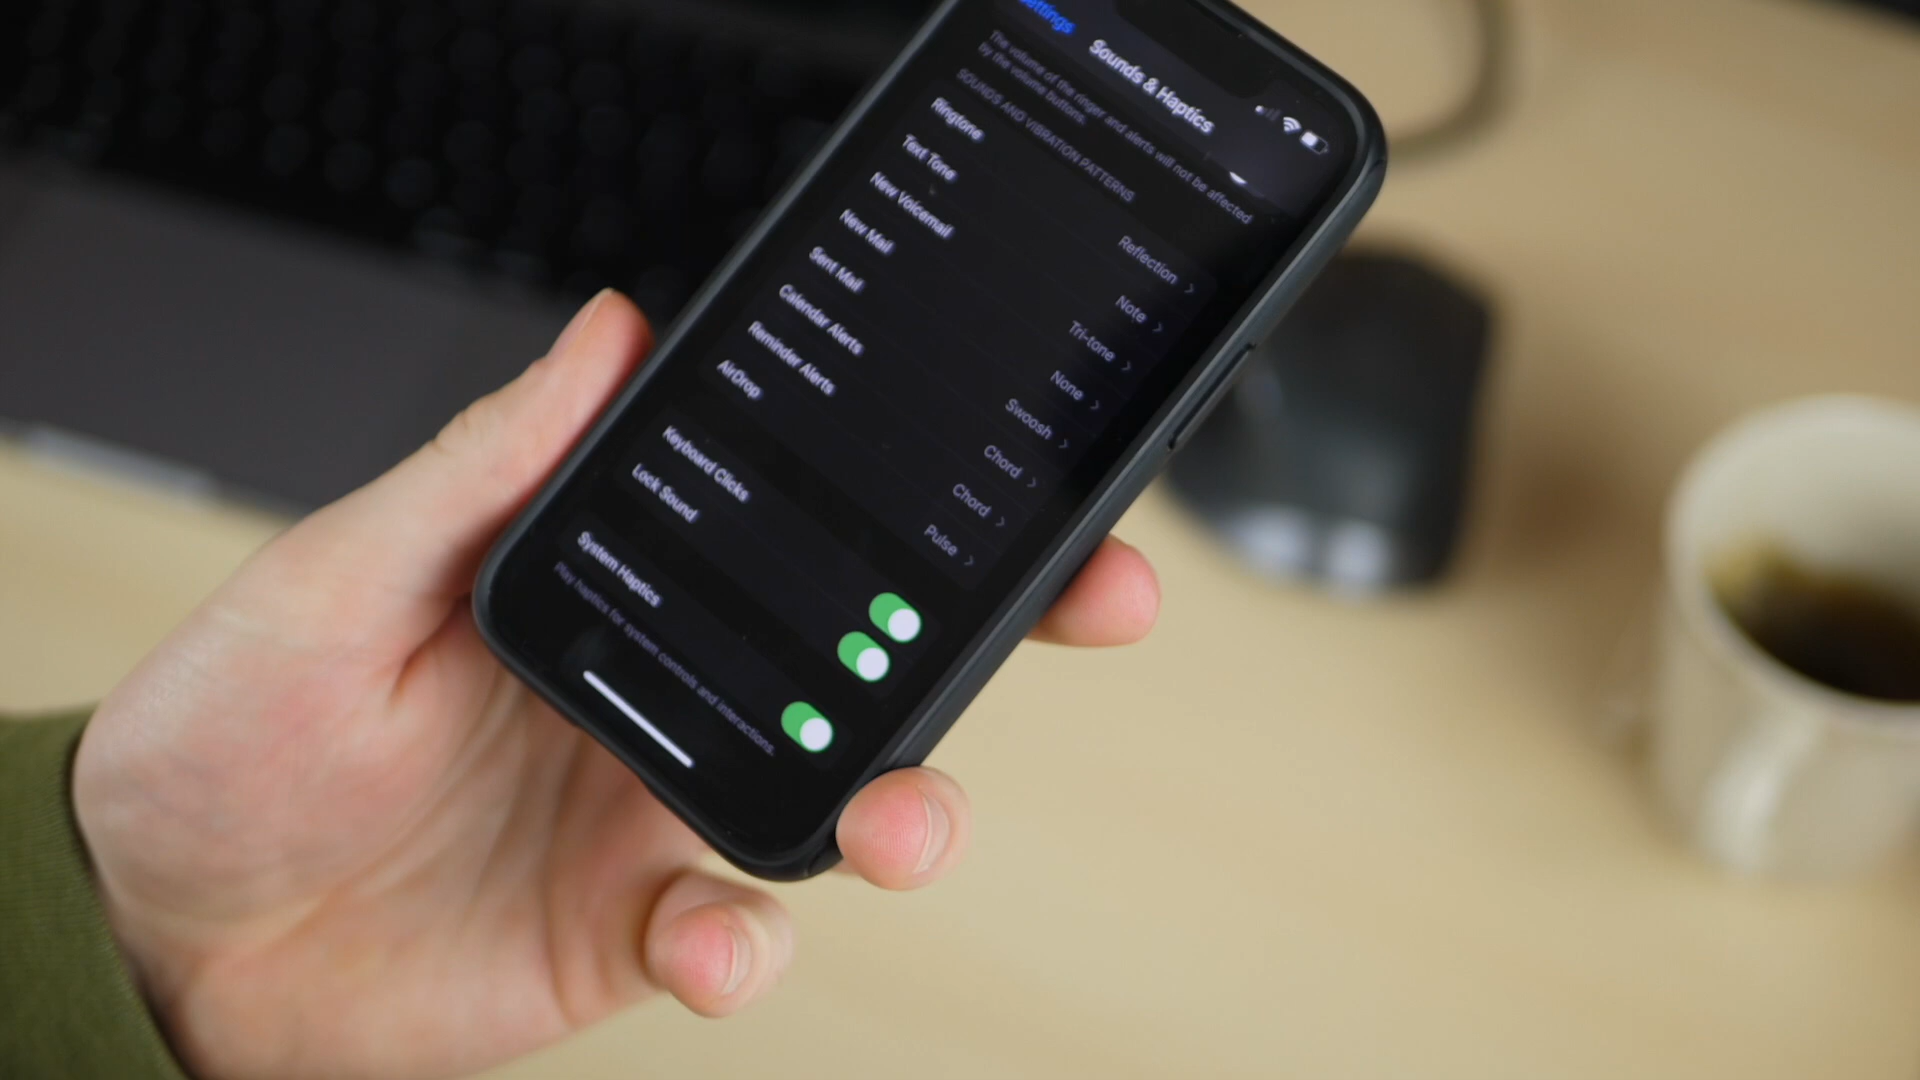 Settings
Sounds & Haptics
The volume of the ringer and alerts will not be affected
by the volume buttons.
SOUNDS AND VIBRATION PATTERNS
Ringtone Reflection
Text Tone Note
New Voicemail Tri-tone
New Mail None
Sent Mail Swoosh
Calendar Alerts Chord
Reminder Alerts Chord
AirDrop Pulse
Keyboard Clicks
Lock Sound
System Haptics
Play haptics for system controls and interactions.